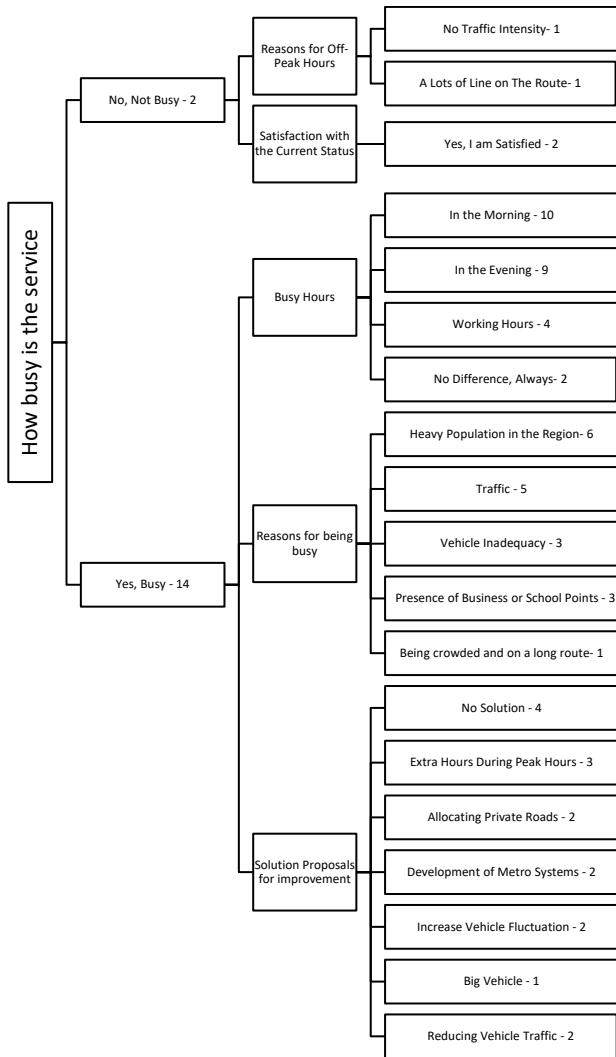 How busy is the service
No, Not Busy - 2
Reasons for Off-
Peak Hours
No Traffic Intensity- 1
A Lots of Line on The Route- 1
Satisfaction with
the Current Status
Yes, I am Satisfied - 2
Yes, Busy - 14
Busy Hours
In the Morning - 10
In the Evening - 9
Working Hours - 4
No Difference, Always- 2
Reasons for being
busy
Heavy Population in the Region- 6
Traffic - 5
Vehicle Inadequacy - 3
Presence of Business or School Points - 3
Being crowded and on a long route- 1
Solution Proposals
for improvement
No Solution - 4
Extra Hours During Peak Hours - 3
Allocating Private Roads - 2
Development of Metro Systems - 2
Increase Vehicle Fluctuation - 2
Big Vehicle - 1
Reducing Vehicle Traffic - 2